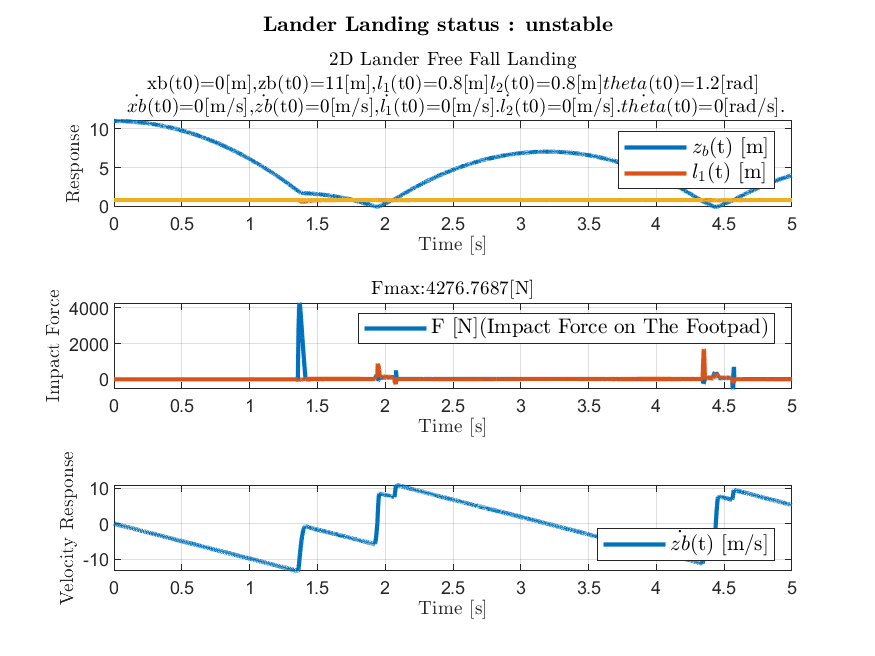 Lander Landing status : unstable
2D Lander Free Fall Landing
xb(t0)=0[m],zb(t0)=11[m],l₁(t0)=0.8[m]l₂(t0)=0.8[m]theta(t0)=1.2[rad]
ẋb(t0)=0[m/s],żb(t0)=0[m/s],l̇₁(t0)=0[m/s].l̇₂(t0)=0[m/s].thėta(t0)=0[rad/s].
Response
10
5
0
z_b(t) [m]
l₁(t) [m]
0 0.5 1 1.5 2 2.5 3 3.5 4 4.5 5
Time [s]
Fmax:4276.7687[N]
Impact Force
4000
2000
0
F [N](Impact Force on The Footpad)
0 0.5 1 1.5 2 2.5 3 3.5 4 4.5 5
Time [s]
Velocity Response
10
0
-10
żb(t) [m/s]
0 0.5 1 1.5 2 2.5 3 3.5 4 4.5 5
Time [s]